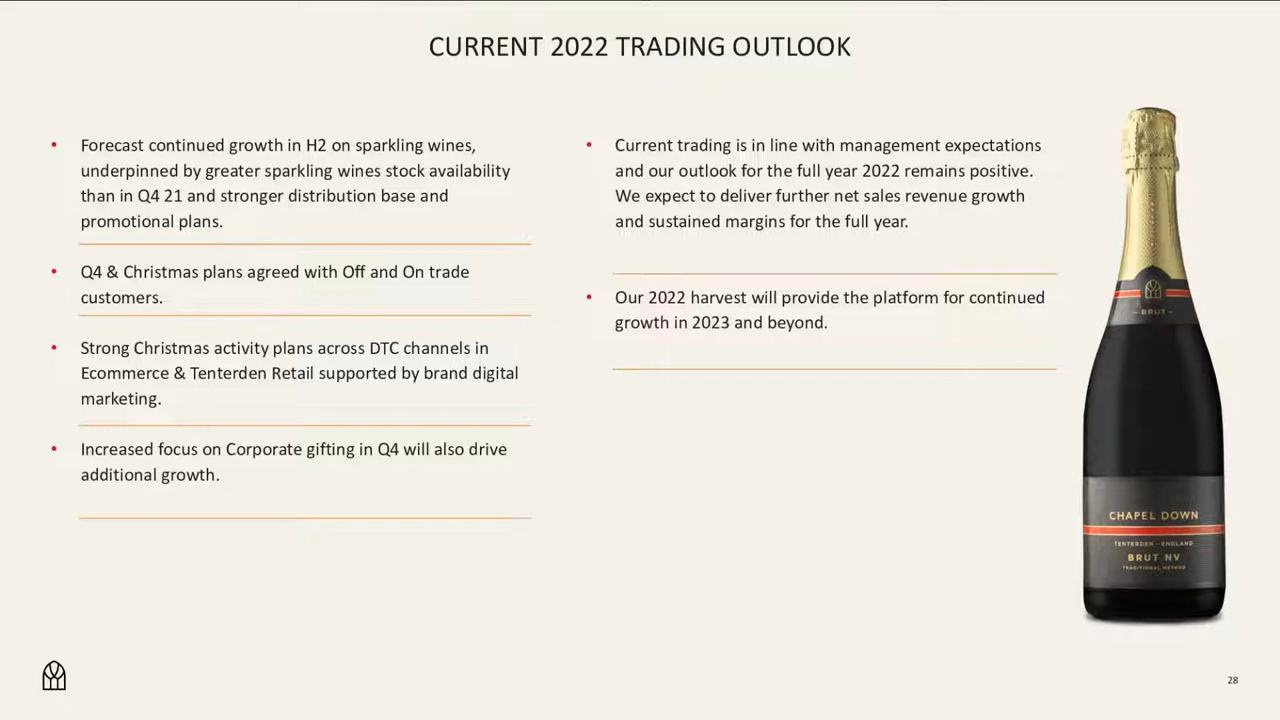 CURRENT 2022 TRADING OUTLOOK
• Forecast continued growth in H2 on sparkling wines,
underpinned by greater sparkling wines stock availability
than in Q4 21 and stronger distribution base and
promotional plans.
• Q4 & Christmas plans agreed with Off and On trade
customers.
• Strong Christmas activity plans across DTC channels in
Ecommerce & Tenterden Retail supported by brand digital
marketing.
• Increased focus on Corporate gifting in Q4 will also drive
additional growth.
• Current trading is in line with management expectations
and our outlook for the full year 2022 remains positive.
We expect to deliver further net sales revenue growth
and sustained margins for the full year.
• Our 2022 harvest will provide the platform for continued
growth in 2023 and beyond.
– BRUT –
CHAPEL DOWN
TENTERDEN – ENGLAND
BRUT NV
TRADITIONAL METHOD
28